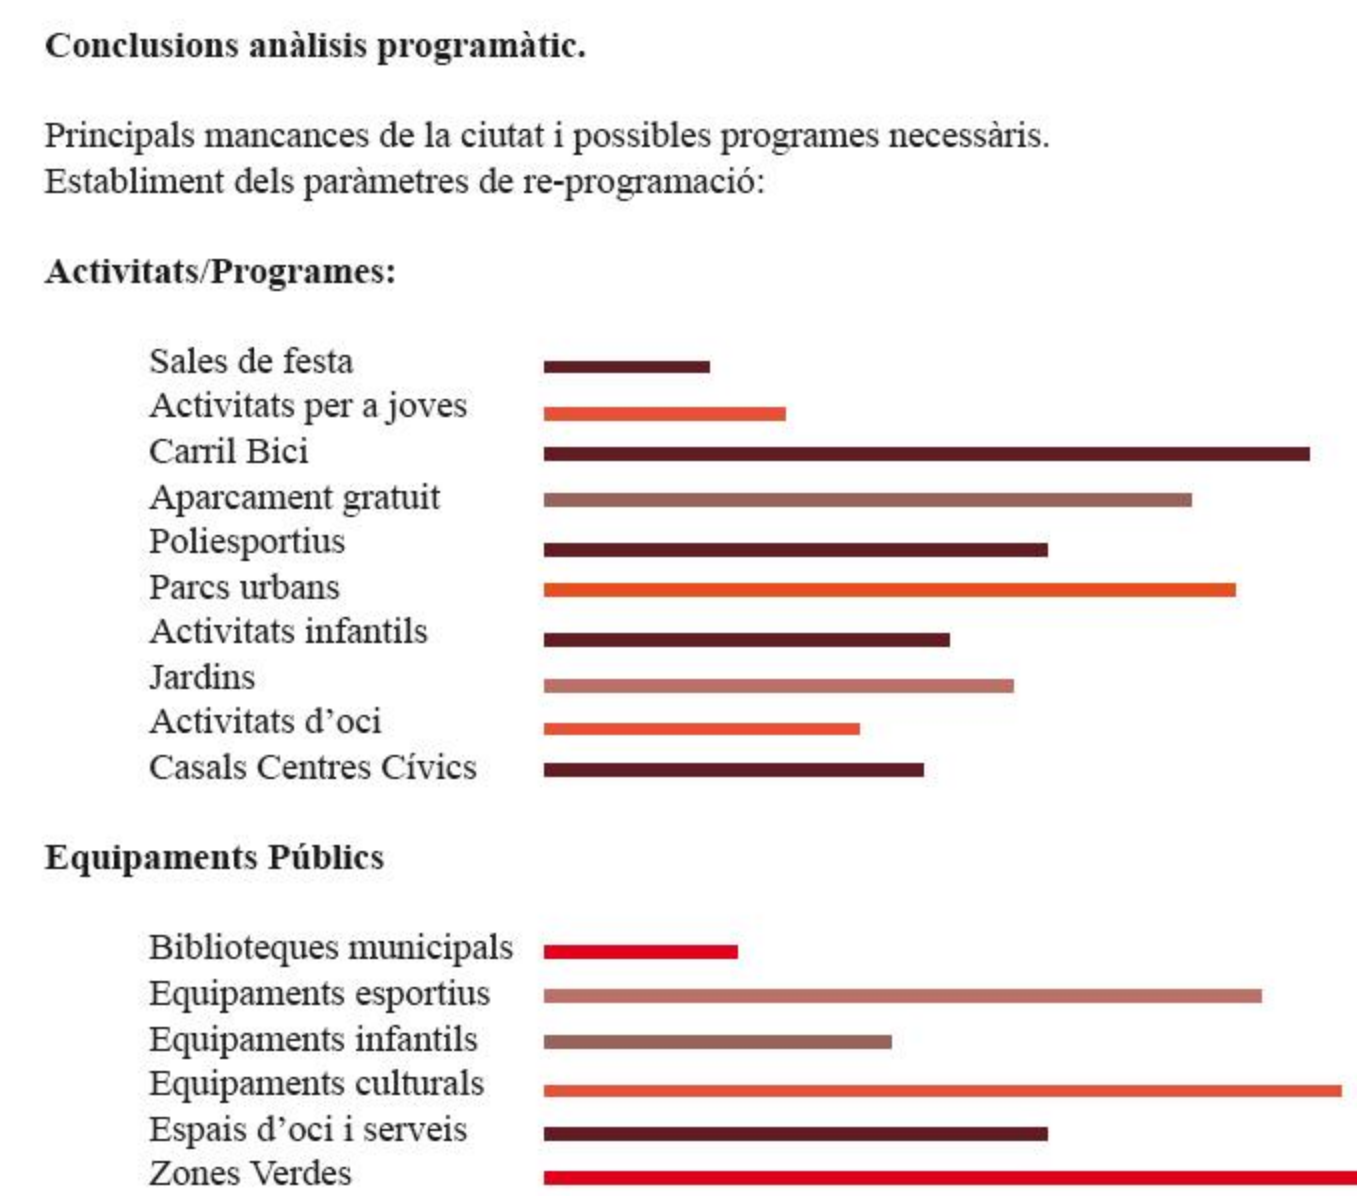 Conclusions anàlisis programàtic.
Principals mancances de la ciutat i possibles programes necessàris.
Establiment dels paràmetres de re-programació:
Activitats/Programes:
Sales de festa
Activitats per a joves
Carril Bici
Aparcament gratuit
Poliesportius
Parcs urbans
Activitats infantils
Jardins
Activitats d’oci
Casals Centres Cívics
Equipaments Públics
Biblioteques municipals
Equipaments esportius
Equipaments infantils
Equipaments culturals
Espais d’oci i serveis
Zones Verdes